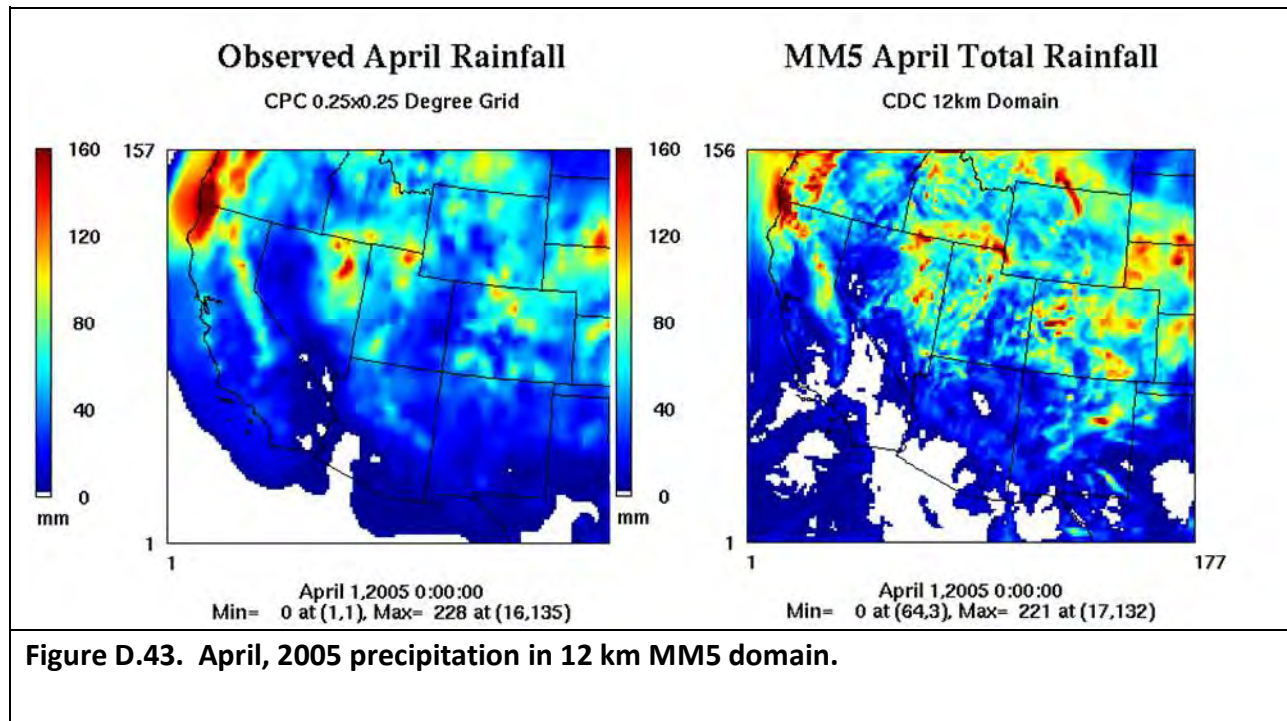 Observed April Rainfall
CPC 0.25x0.25 Degree Grid
160
120
80
40
0
mm
157
1
1
April 1,2005 0:00:00
Min= 0 at (1,1), Max= 228 at (16,135)
MM5 April Total Rainfall
CDC 12km Domain
160
120
80
40
0
mm
156
1
1
177
April 1,2005 0:00:00
Min= 0 at (64,3), Max= 221 at (17,132)
Figure D.43. April, 2005 precipitation in 12 km MM5 domain.